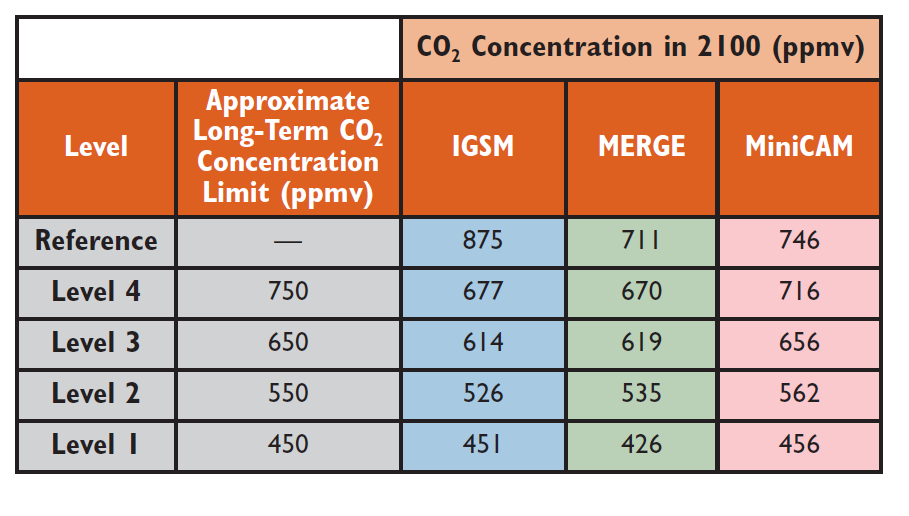 CO₂ Concentration in 2100 (ppmv)
Level
Approximate
Long-Term CO₂
Concentration
Limit (ppmv)
IGSM
MERGE
MiniCAM
Reference — 875 711 746
Level 4 750 677 670 716
Level 3 650 614 619 656
Level 2 550 526 535 562
Level 1 450 451 426 456